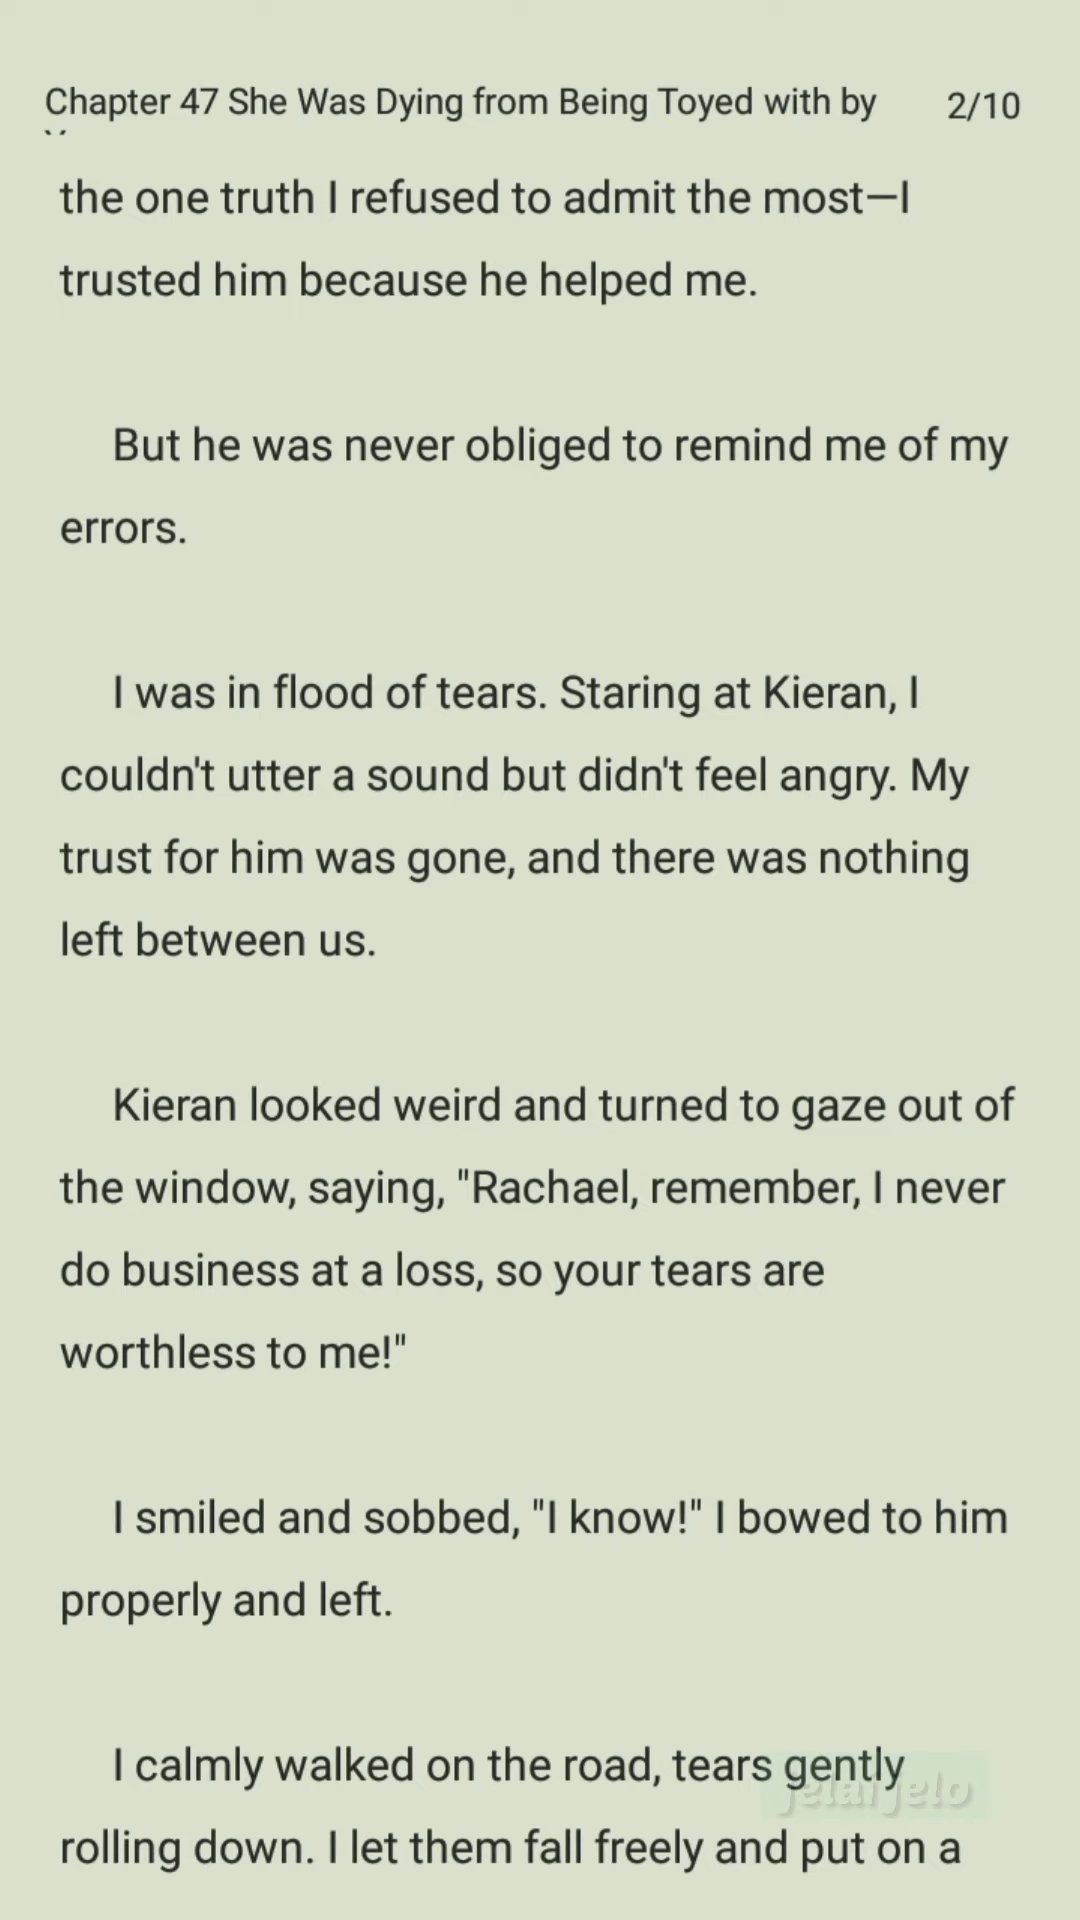 Chapter 47 She Was Dying from Being Toyed with by
2/10
the one truth I refused to admit the most—I
trusted him because he helped me.
But he was never obliged to remind me of my
errors.
I was in flood of tears. Staring at Kieran, I
couldn't utter a sound but didn't feel angry. My
trust for him was gone, and there was nothing
left between us.
Kieran looked weird and turned to gaze out of
the window, saying, "Rachael, remember, I never
do business at a loss, so your tears are
worthless to me!"
I smiled and sobbed, "I know!" I bowed to him
properly and left.
I calmly walked on the road, tears gently
jelai jelo
rolling down. I let them fall freely and put on a